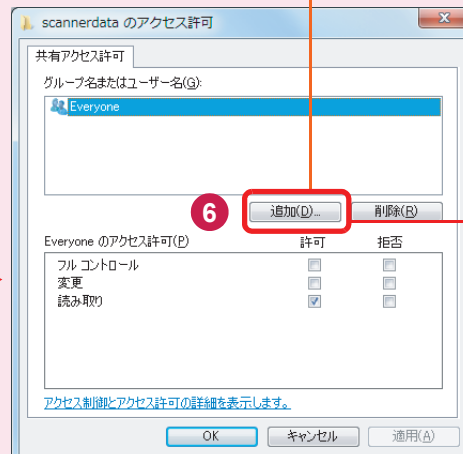 scannerdata のアクセス許可
共有アクセス許可
グループ名またはユーザー名(G):
Everyone
6
追加(D)... 削除(R)
Everyone のアクセス許可(P) 許可 拒否
フル コントロール
変更
読み取り
アクセス制御とアクセス許可の詳細を表示します。
OK キャンセル 適用(A)